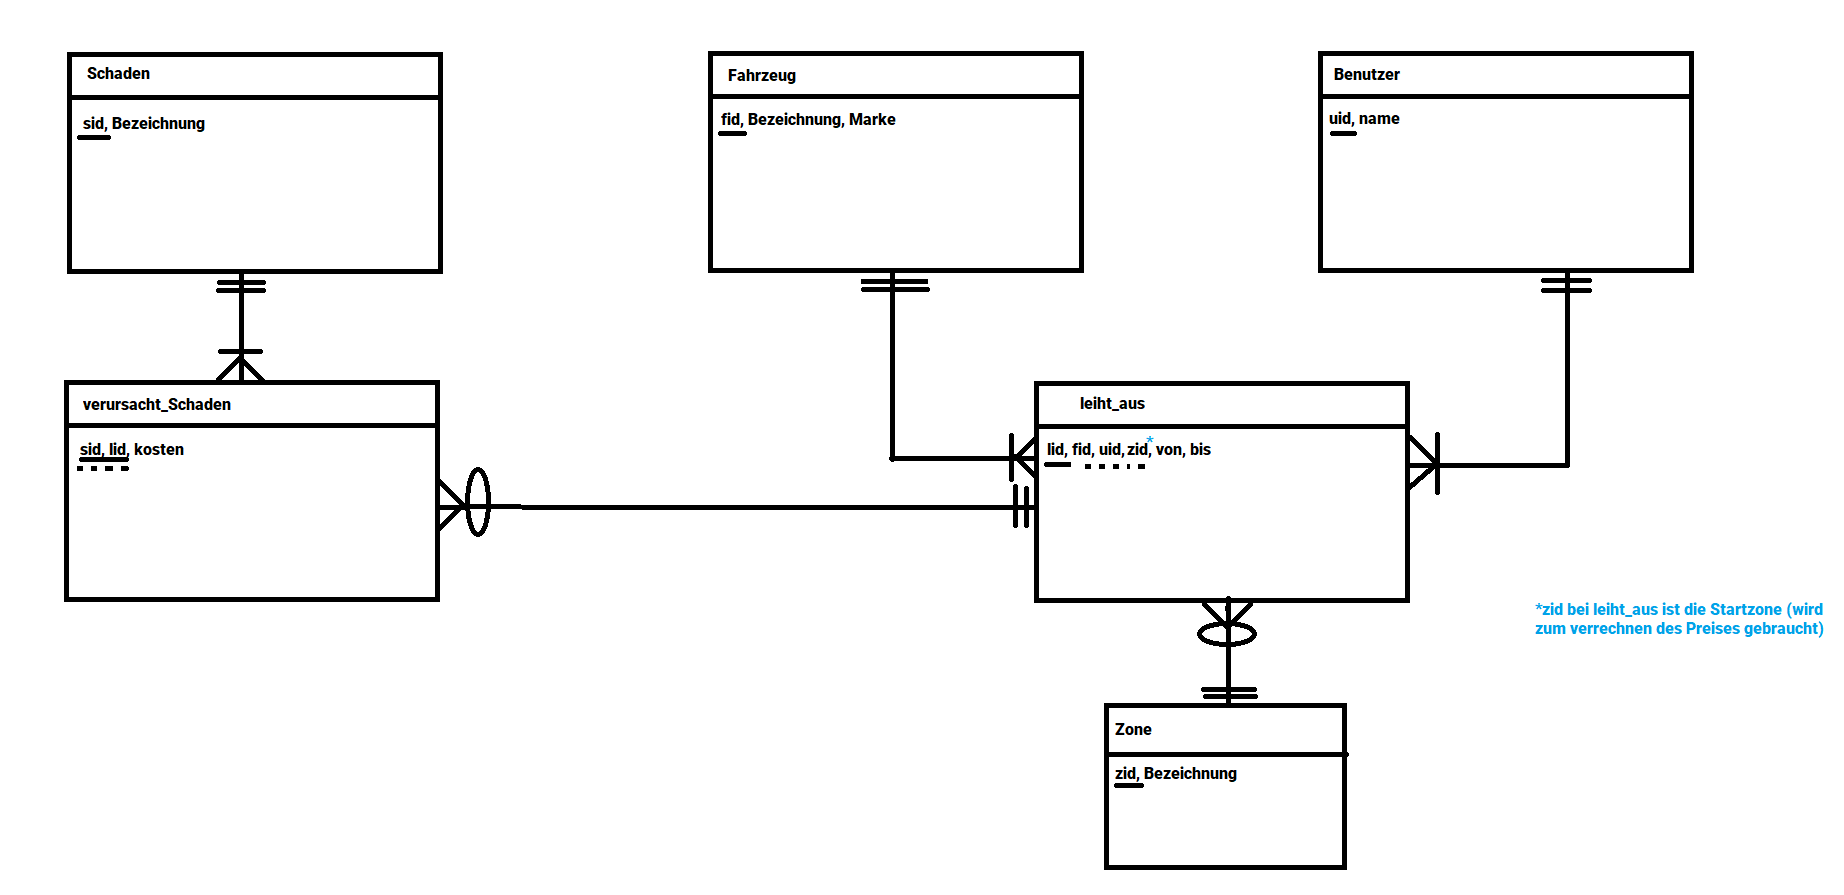 Schaden
sid, Bezeichnung
Fahrzeug
fid, Bezeichnung, Marke
Benutzer
uid, name
verursacht_Schaden
sid, lid, kosten
leiht_aus
lid, fid, uid, zid,* von, bis
*zid bei leiht_aus ist die Startzone (wird
zum verrechnen des Preises gebraucht)
Zone
zid, Bezeichnung